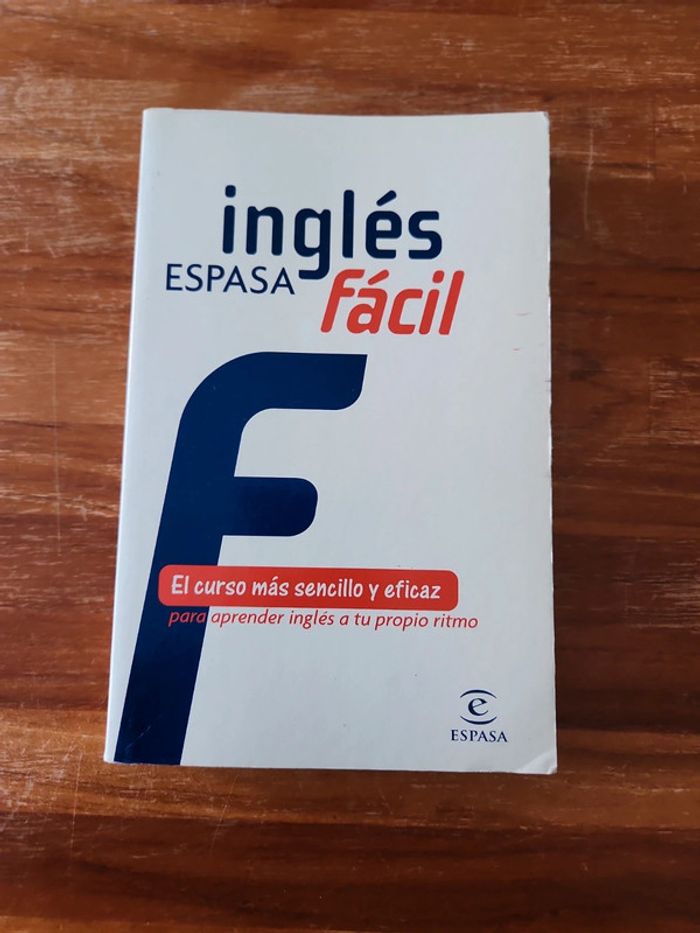 inglés
ESPASA
fácil
El curso más sencillo y eficaz
para aprender inglés a tu propio ritmo
e
ESPASA